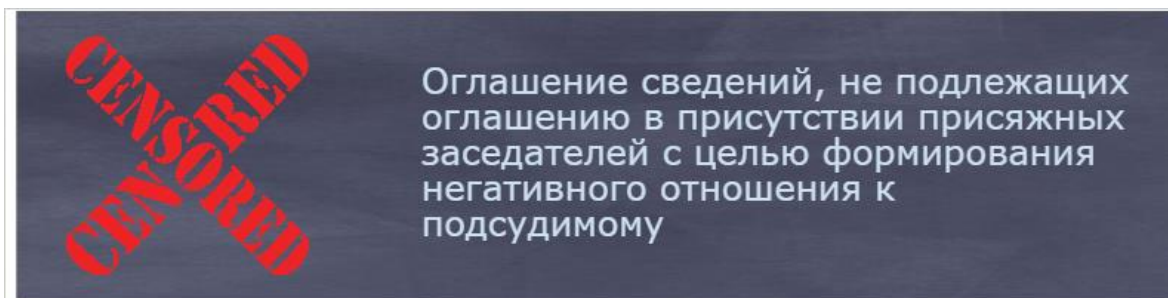 CENSORED
CENSORED
Оглашение сведений, не подлежащих
оглашению в присутствии присяжных
заседателей с целью формирования
негативного отношения к
подсудимому